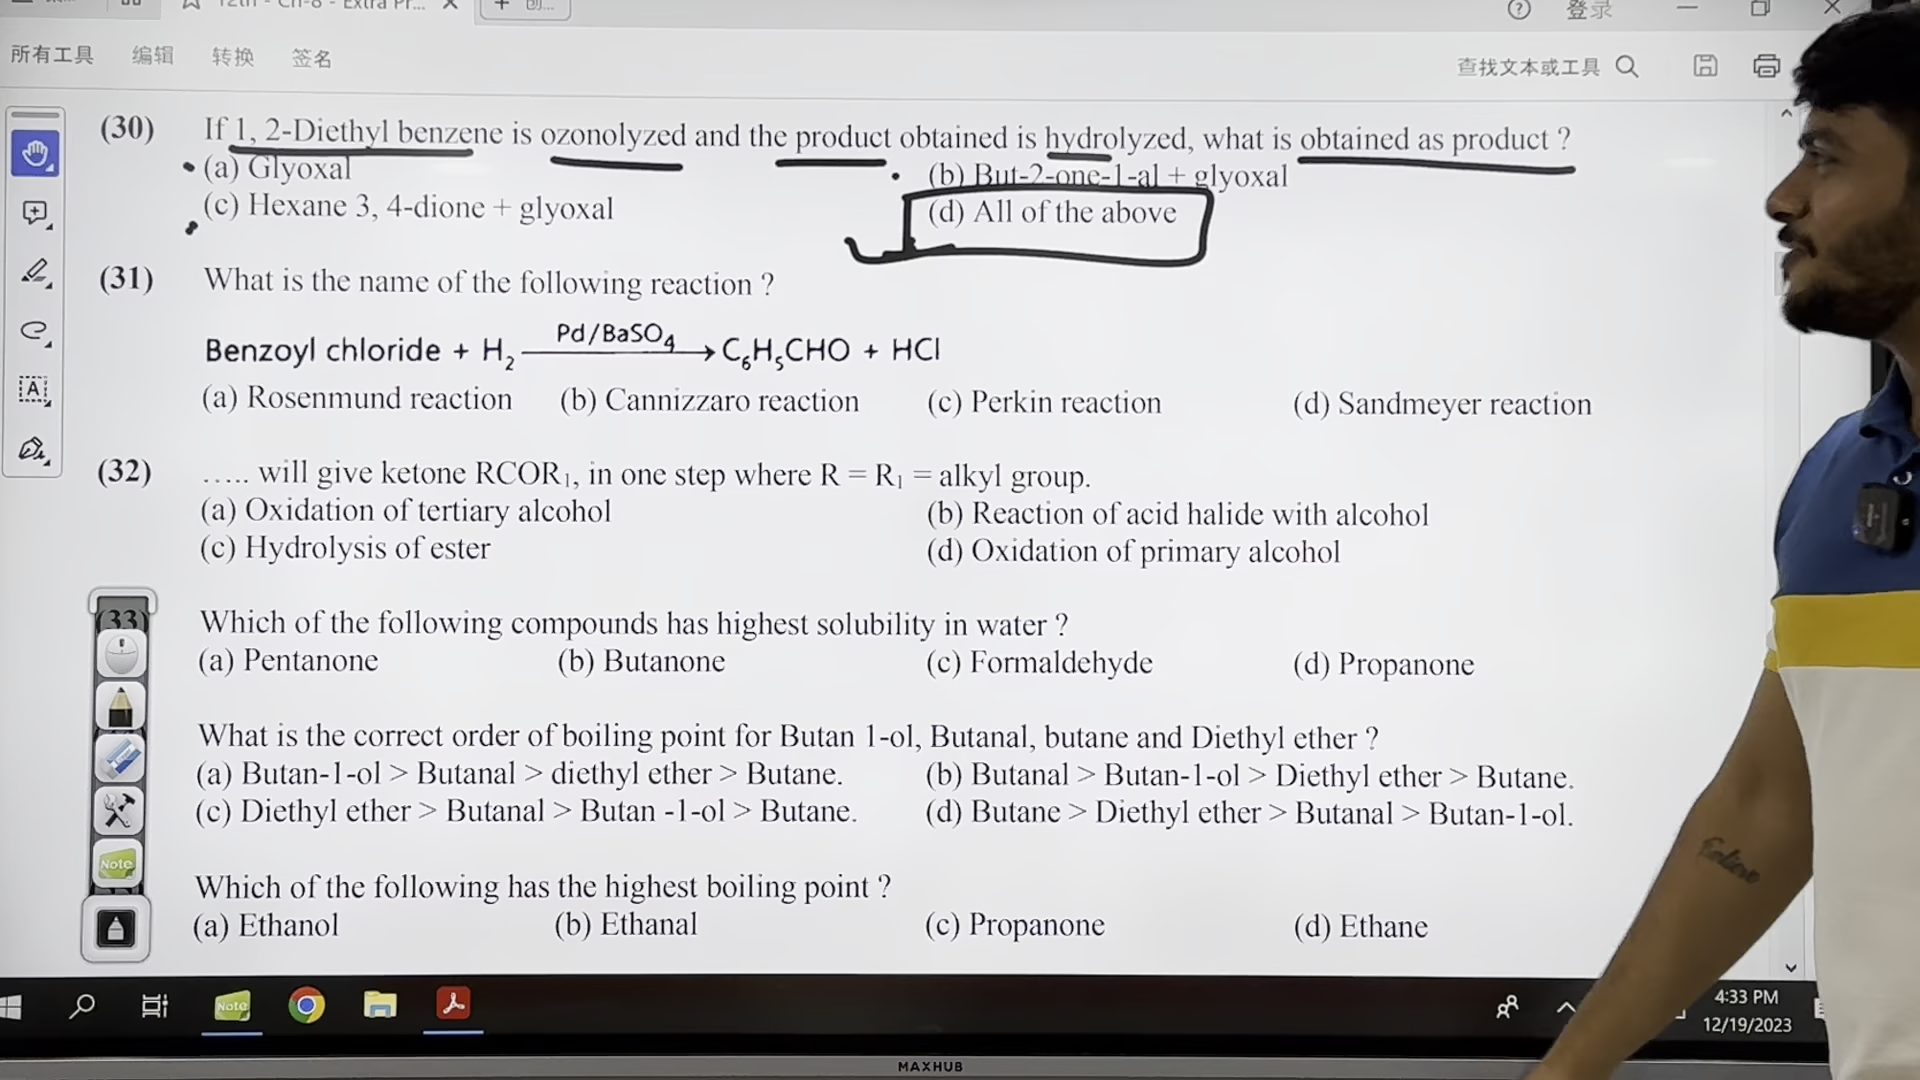 12th - Ch-8 - Extra Pr...
登录
所有工具 编辑 转换 签名
查找文本或工具
(30) If 1, 2-Diethyl benzene is ozonolyzed and the product obtained is hydrolyzed, what is obtained as product ?
(a) Glyoxal (b) But-2-one-1-al + glyoxal
(c) Hexane 3, 4-dione + glyoxal (d) All of the above
(31) What is the name of the following reaction ?
Benzoyl chloride + H₂ Pd/BaSO₄ → C₆H₅CHO + HCl
(a) Rosenmund reaction (b) Cannizzaro reaction (c) Perkin reaction (d) Sandmeyer reaction
(32) ..... will give ketone RCOR₁, in one step where R = R₁ = alkyl group.
(a) Oxidation of tertiary alcohol (b) Reaction of acid halide with alcohol
(c) Hydrolysis of ester (d) Oxidation of primary alcohol
(33) Which of the following compounds has highest solubility in water ?
(a) Pentanone (b) Butanone (c) Formaldehyde (d) Propanone
What is the correct order of boiling point for Butan 1-ol, Butanal, butane and Diethyl ether ?
(a) Butan-1-ol > Butanal > diethyl ether > Butane. (b) Butanal > Butan-1-ol > Diethyl ether > Butane.
(c) Diethyl ether > Butanal > Butan -1-ol > Butane. (d) Butane > Diethyl ether > Butanal > Butan-1-ol.
Note
Which of the following has the highest boiling point ?
(a) Ethanol (b) Ethanal (c) Propanone (d) Ethane
Note
4:33 PM
12/19/2023
MAXHUB